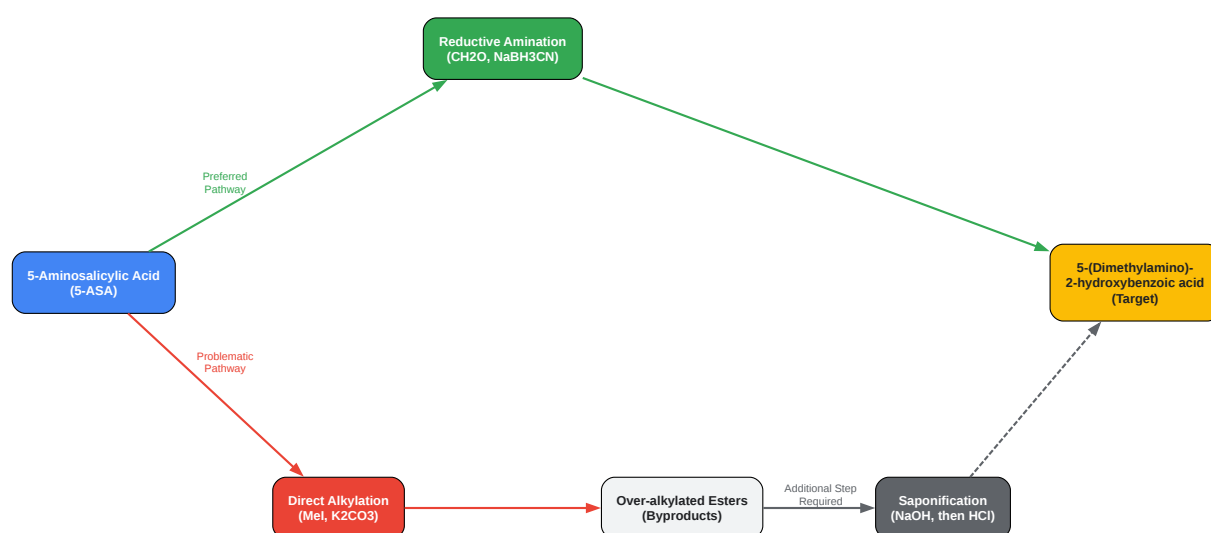 Reductive Amination
(CH2O, NaBH3CN)
Preferred
Pathway
5-Aminosalicylic Acid
(5-ASA)
5-(Dimethylamino)-
2-hydroxybenzoic acid
(Target)
Problematic
Pathway
Direct Alkylation
(MeI, K2CO3)
Over-alkylated Esters
(Byproducts)
Additional Step
Required
Saponification
(NaOH, then HCl)